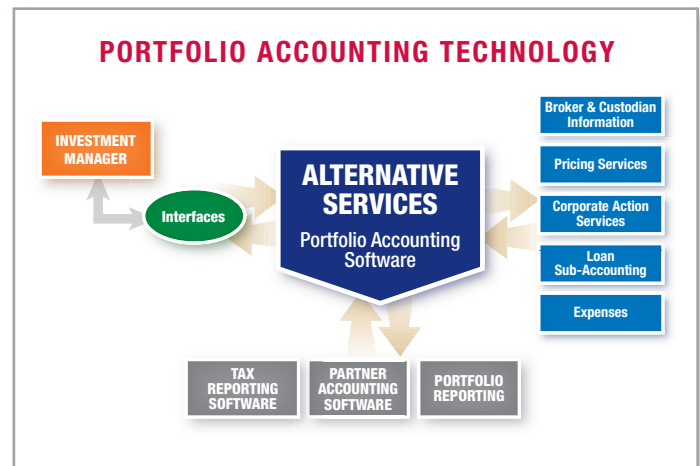 PORTFOLIO ACCOUNTING TECHNOLOGY
INVESTMENT
MANAGER
Interfaces
ALTERNATIVE
SERVICES
Portfolio Accounting
Software
Broker & Custodian
Information
Pricing Services
Corporate Action
Services
Loan
Sub-Accounting
Expenses
TAX
REPORTING
SOFTWARE
PARTNER
ACCOUNTING
SOFTWARE
PORTFOLIO
REPORTING